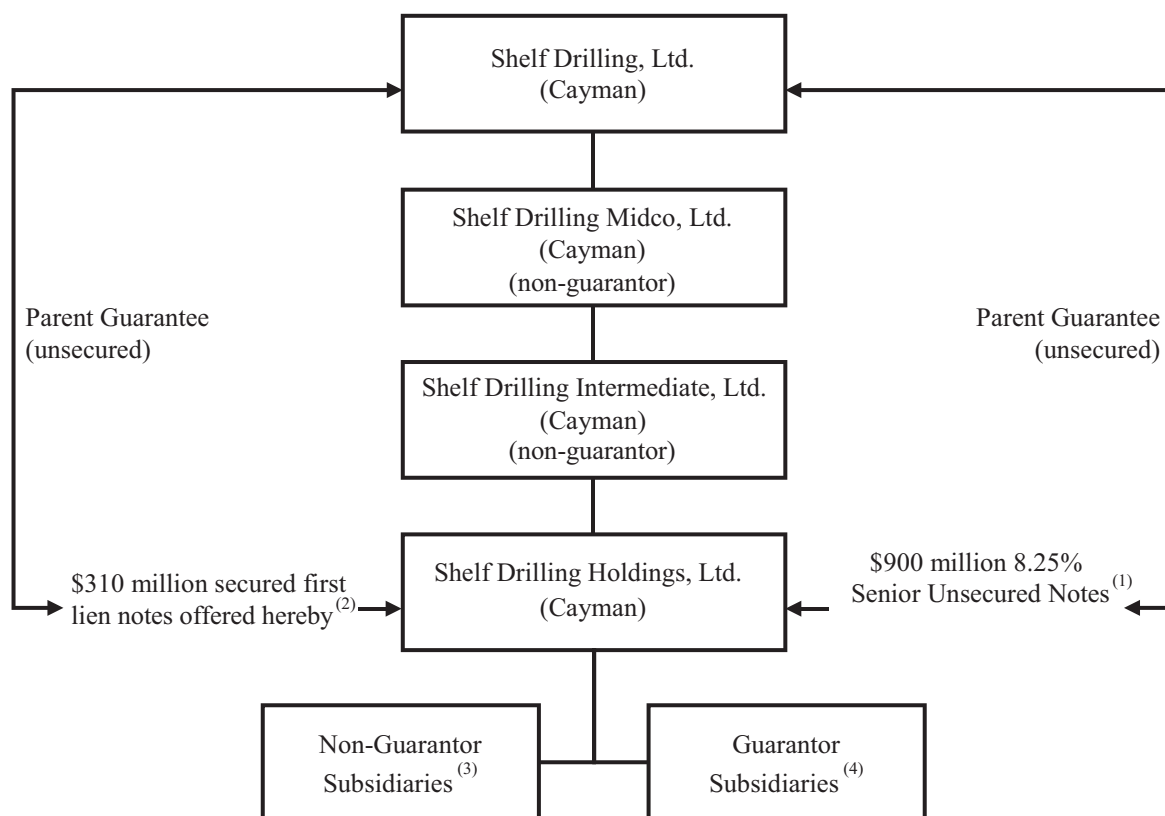 Shelf Drilling, Ltd.
(Cayman)
Shelf Drilling Midco, Ltd.
(Cayman)
(non-guarantor)
Parent Guarantee
(unsecured)
Parent Guarantee
(unsecured)
Shelf Drilling Intermediate, Ltd.
(Cayman)
(non-guarantor)
$310 million secured first
lien notes offered hereby (2)
Shelf Drilling Holdings, Ltd.
(Cayman)
$900 million 8.25%
Senior Unsecured Notes (1)
Non-Guarantor
Subsidiaries (3)
Guarantor
Subsidiaries (4)